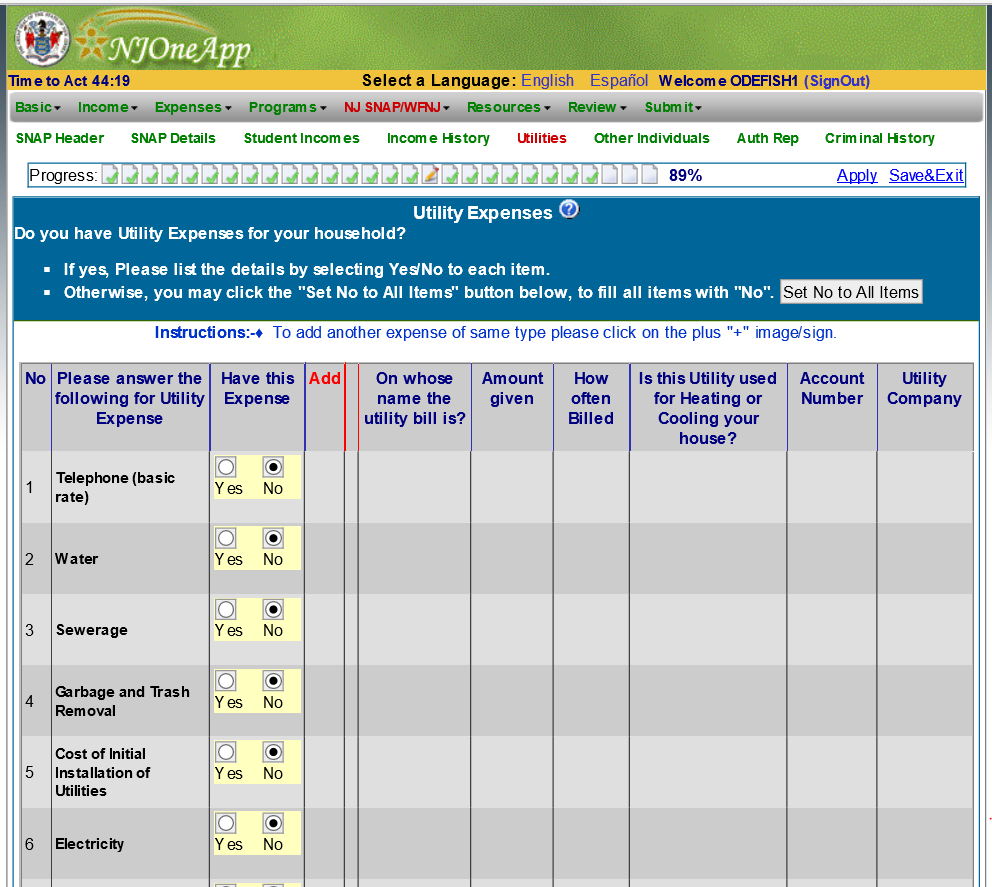 NJOneApp
Time to Act 44:19 Select a Language: English Español Welcome ODEFISH1 (SignOut)
Basic Income Expenses Programs NJ SNAP/WFNJ Resources Review Submit
SNAP Header SNAP Details Student Incomes Income History Utilities Other Individuals Auth Rep Criminal History
Progress: 89% Apply Save&Exit
Utility Expenses ?
Do you have Utility Expenses for your household?
▪ If yes, Please list the details by selecting Yes/No to each item.
▪ Otherwise, you may click the "Set No to All Items" button below, to fill all items with "No". Set No to All Items
Instructions:-♦ To add another expense of same type please click on the plus "+" image/sign.
No Please answer the Have this Add On whose Amount How Is this Utility used Account Utility
following for Utility Expense name the given often for Heating or Number Company
Expense utility bill is? Billed Cooling your
house?
1 Telephone (basic
rate)
Yes No
2 Water
Yes No
3 Sewerage
Yes No
4 Garbage and Trash
Removal
Yes No
5 Cost of Initial
Installation of
Utilities
Yes No
6 Electricity
Yes No